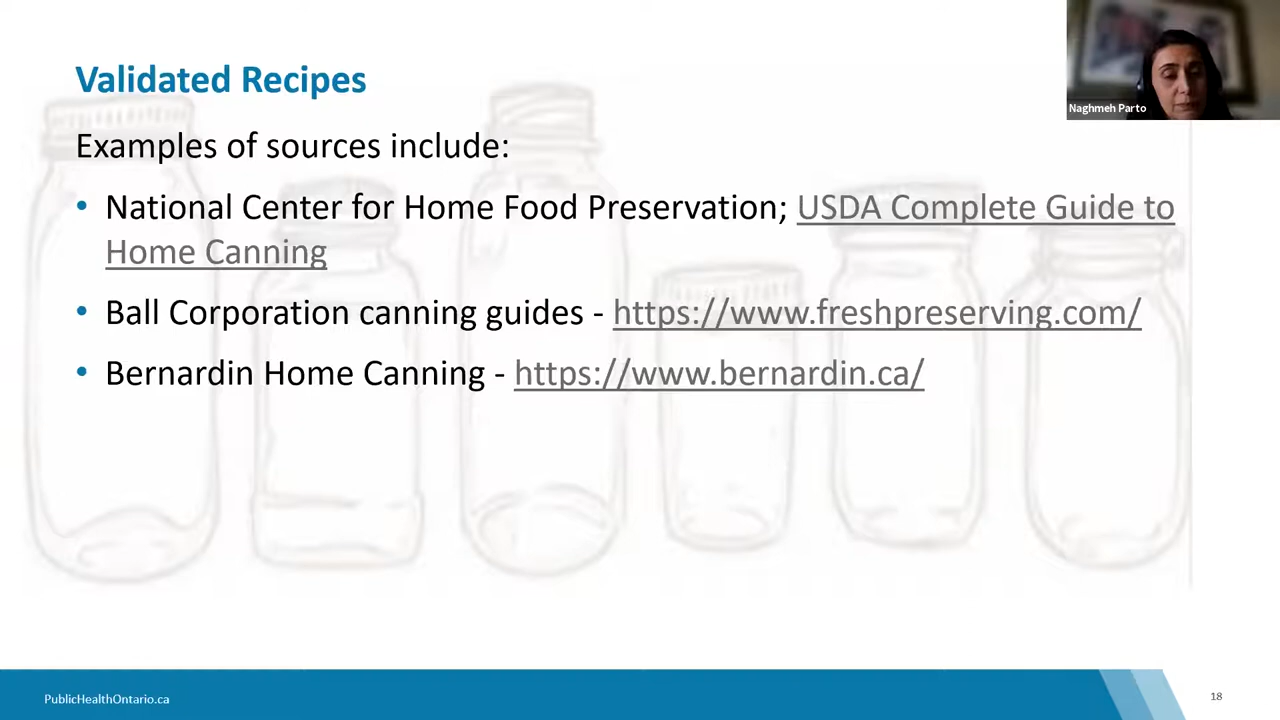 Validated Recipes
Naghmeh Parto
Examples of sources include:
• National Center for Home Food Preservation; USDA Complete Guide to
Home Canning
• Ball Corporation canning guides - https://www.freshpreserving.com/
• Bernardin Home Canning - https://www.bernardin.ca/
PublicHealthOntario.ca
18